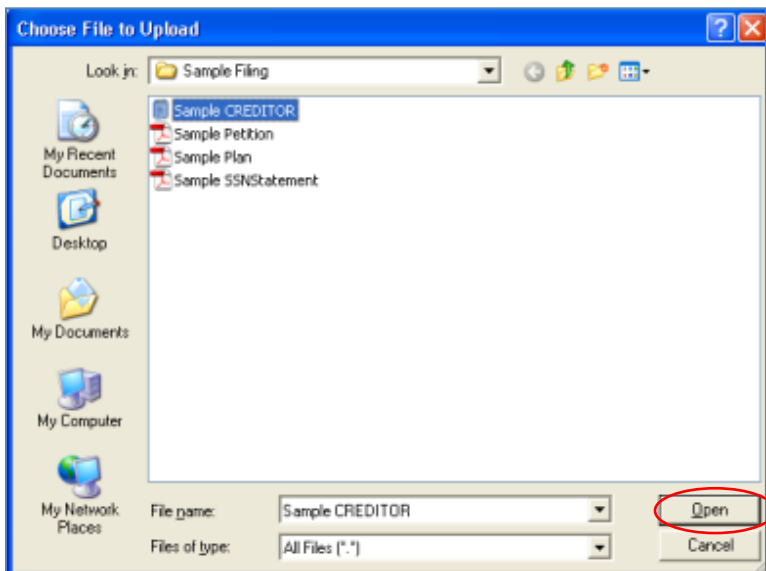 Choose File to Upload
Look in: Sample Filing
Sample CREDITOR
Sample Petition
Sample Plan
Sample SSNStatement
My Recent
Documents
Desktop
My Documents
My Computer
My Network
Places
File name: Sample CREDITOR Open
Files of type: All Files (*.*) Cancel